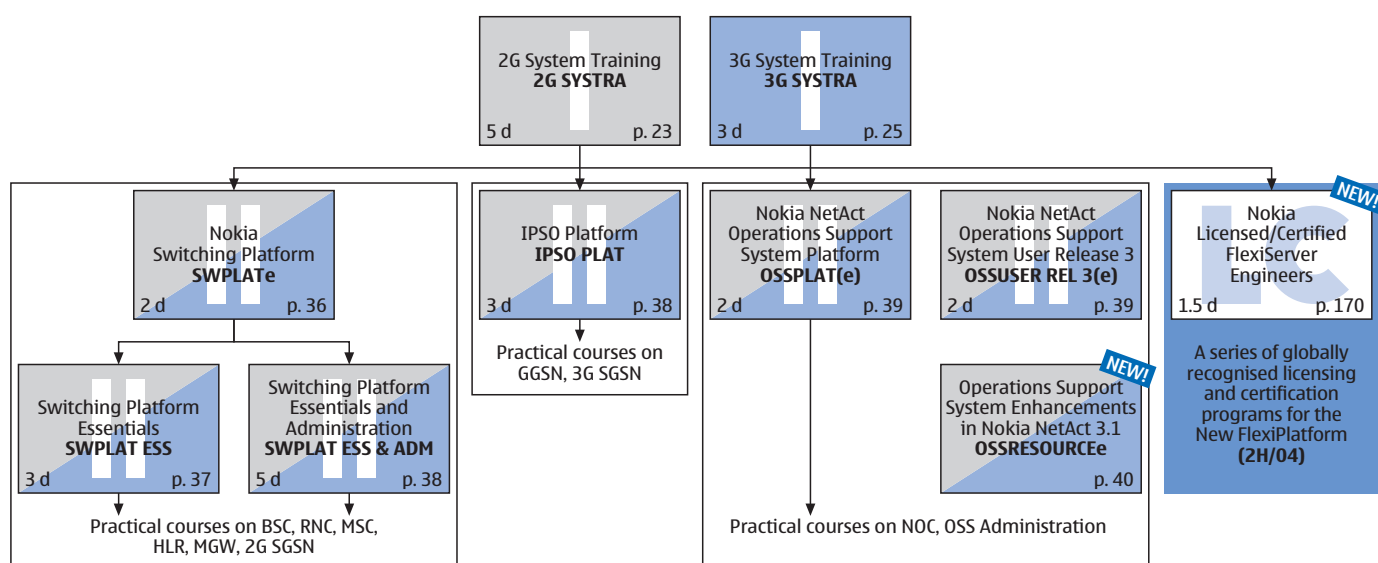 2G System Training
2G SYSTRA
5 d
p. 23
3G System Training
3G SYSTRA
3 d
p. 25
Nokia
Switching Platform
SWPLATe
2 d
p. 36
IPSO Platform
IPSO PLAT
3 d
p. 38
Practical courses on
GGSN, 3G SGSN
Nokia NetAct
Operations Support
System Platform
OSSPLAT(e)
2 d
p. 39
Nokia NetAct
Operations Support
System User Release 3
OSSUSER REL 3(e)
2 d
p. 39
NEW!
LC
Nokia
Licensed/Certified
FlexiServer
Engineers
1.5 d
p. 170
A series of globally
recognised licensing
and certification
programs for the
New FlexiPlatform
(2H/04)
Switching Platform
Essentials
SWPLAT ESS
3 d
p. 37
Switching Platform
Essentials and
Administration
SWPLAT ESS & ADM
5 d
p. 38
NEW!
Operations Support
System Enhancements
in Nokia NetAct 3.1
OSSRESOURCEe
p. 40
Practical courses on BSC, RNC, MSC,
HLR, MGW, 2G SGSN
Practical courses on NOC, OSS Administration